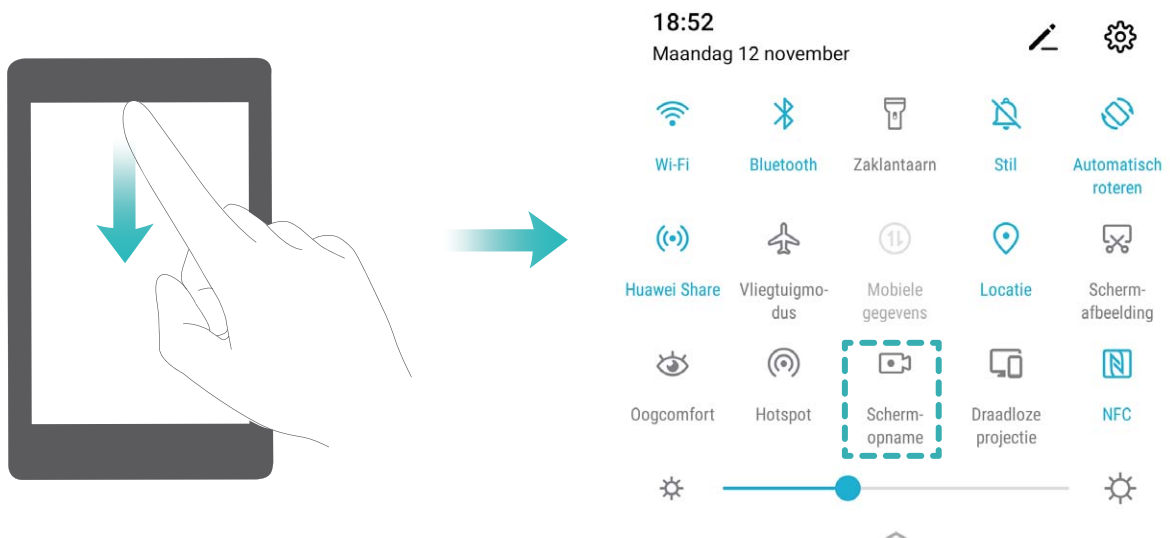 18:52
Maandag 12 november
Wi-Fi
Bluetooth
Zaklantaarn
Stil
Automatisch
roteren
Huawei Share
Vliegtuigmo-
dus
Mobiele
gegevens
Locatie
Scherm-
afbeelding
Oogcomfort
Hotspot
Scherm-
opname
Draadloze
projectie
NFC